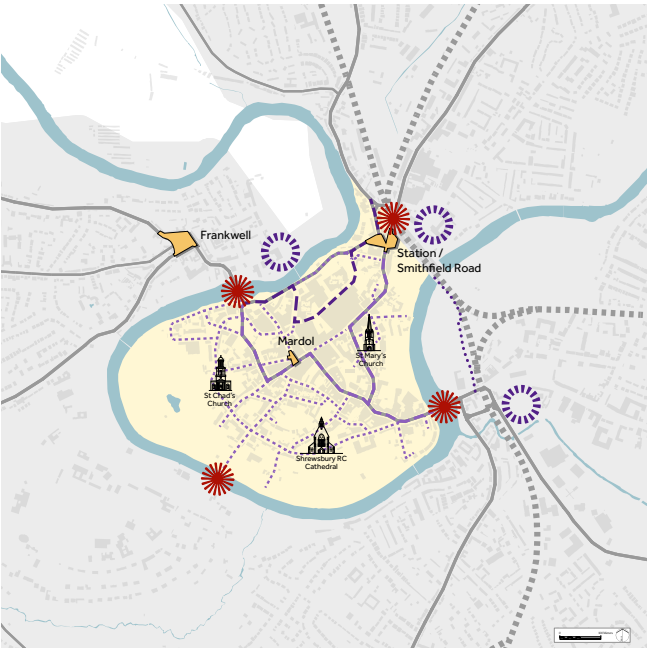 Frankwell
Station /
Smithfield Road
Mardol
St Mary's
Church
St Chad's
Church
Shrewsbury RC
Cathedral